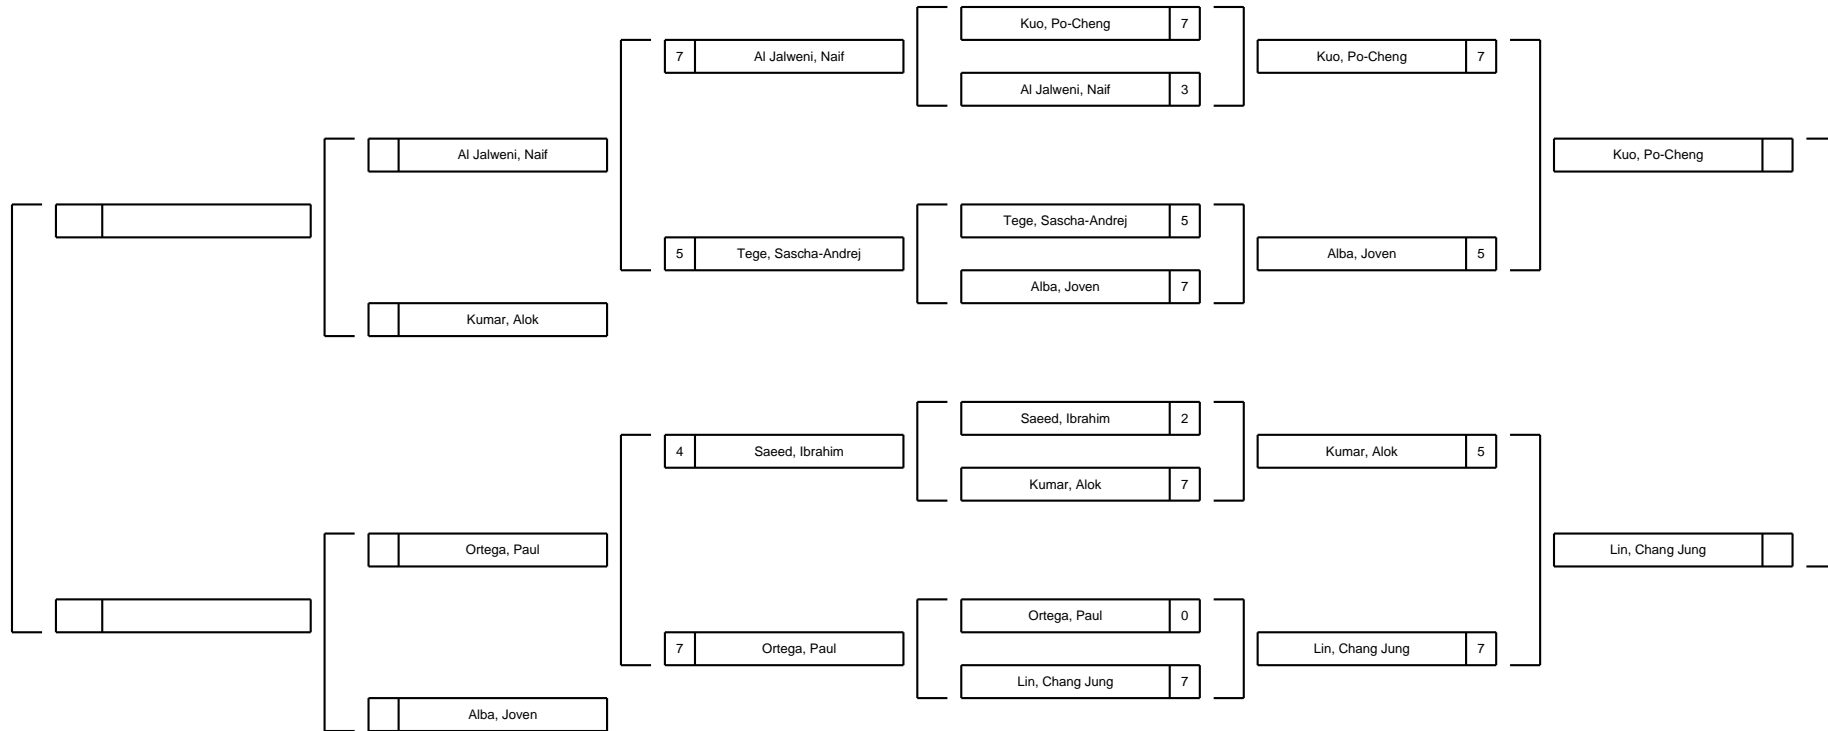 Kuo, Po-Cheng 7
7 Al Jalweni, Naif
Kuo, Po-Cheng 7
Al Jalweni, Naif 3
Al Jalweni, Naif
Kuo, Po-Cheng
Tege, Sascha-Andrej 5
5 Tege, Sascha-Andrej
Alba, Joven 5
Alba, Joven 7
Kumar, Alok
Saeed, Ibrahim 2
4 Saeed, Ibrahim
Kumar, Alok 5
Kumar, Alok 7
Ortega, Paul
Lin, Chang Jung
Ortega, Paul 0
7 Ortega, Paul
Lin, Chang Jung 7
Lin, Chang Jung 7
Alba, Joven